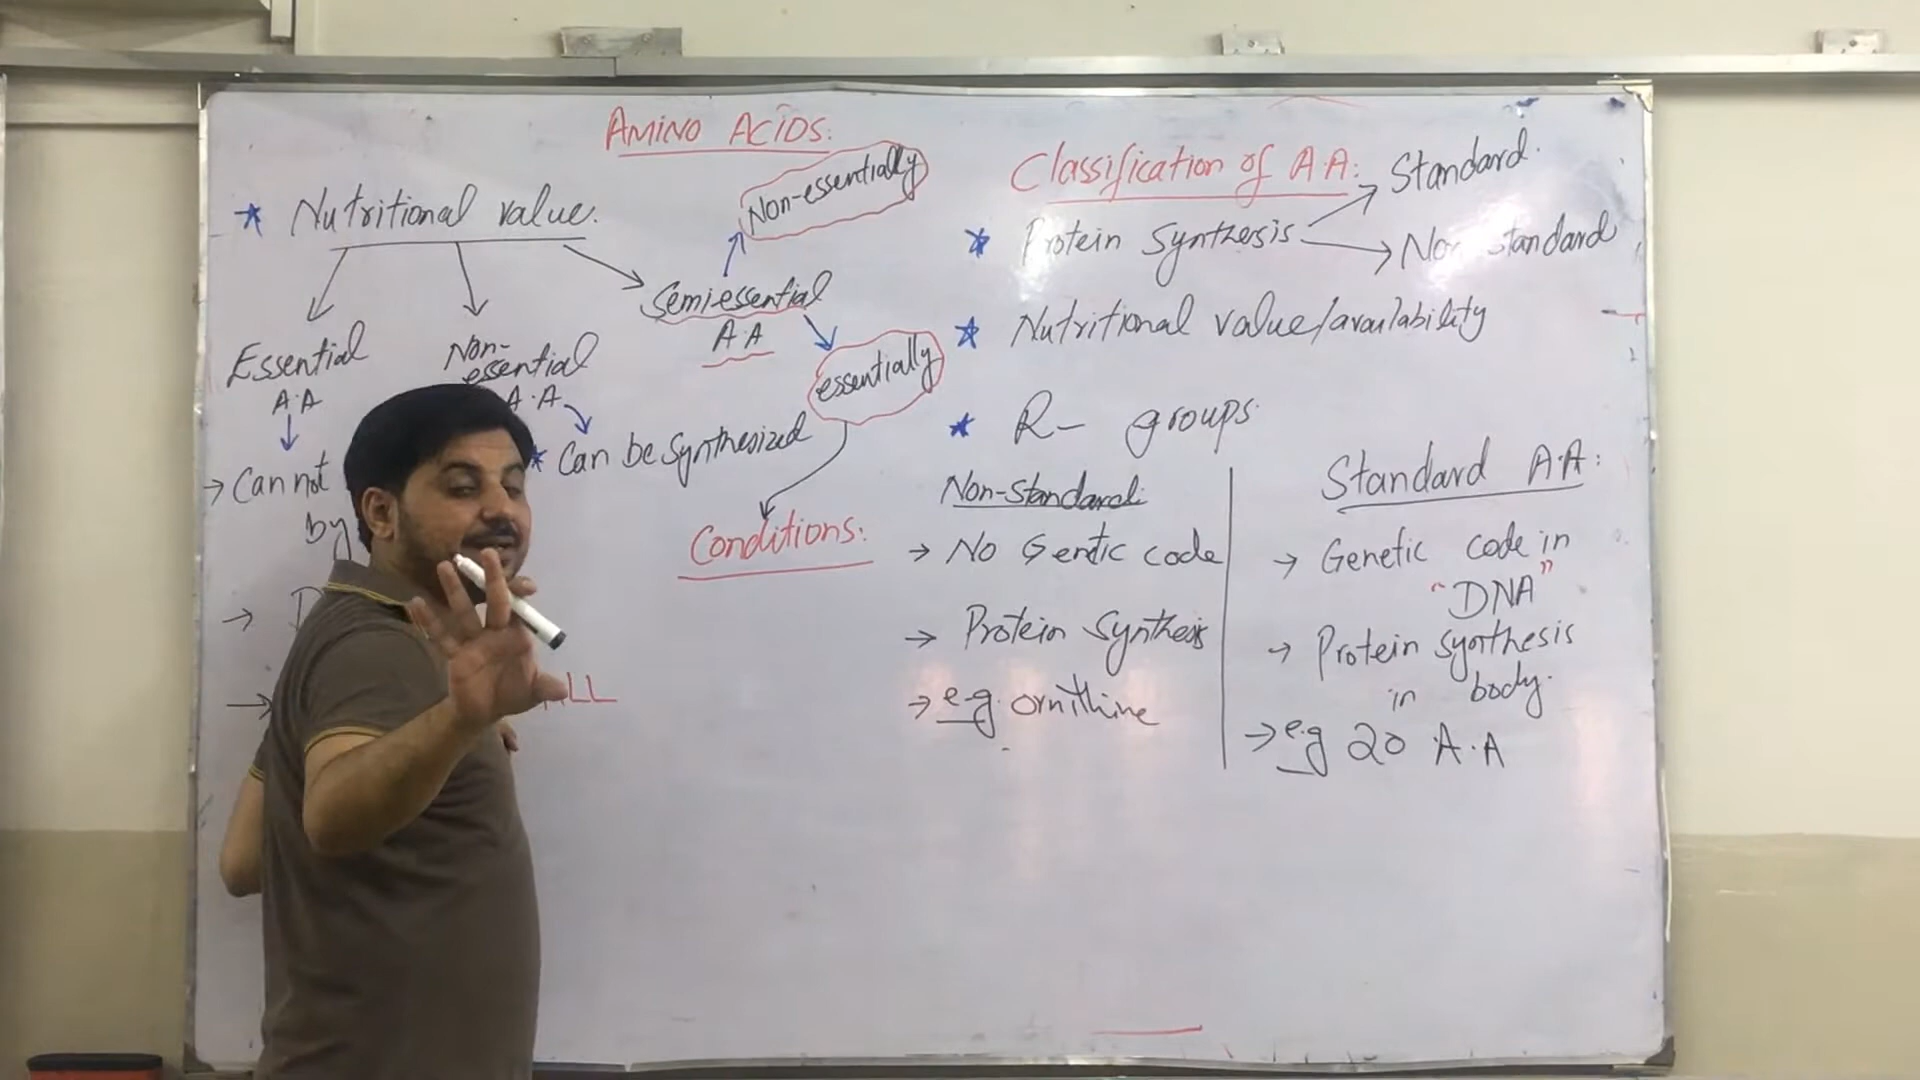 AMINO ACIDS:
* Nutritional value.
Essential
A.A
→ Cannot
by
→
→
Non-
essential
A.A
* Can be Synthesized
ALL
Semiessential
A A
Non-essentially
essentially
Conditions:
Classification of A.A:
* Protein Synthesis
Standard.
* Nutritional value/availability
* R- groups
Non-Standard:
→ No Gentic code
→ Protein Synthesis
→ e.g. ornithine
Standard A.A:
→ Genetic code in
"DNA"
→ Protein synthesis
in body.
→ e.g 20 A.A